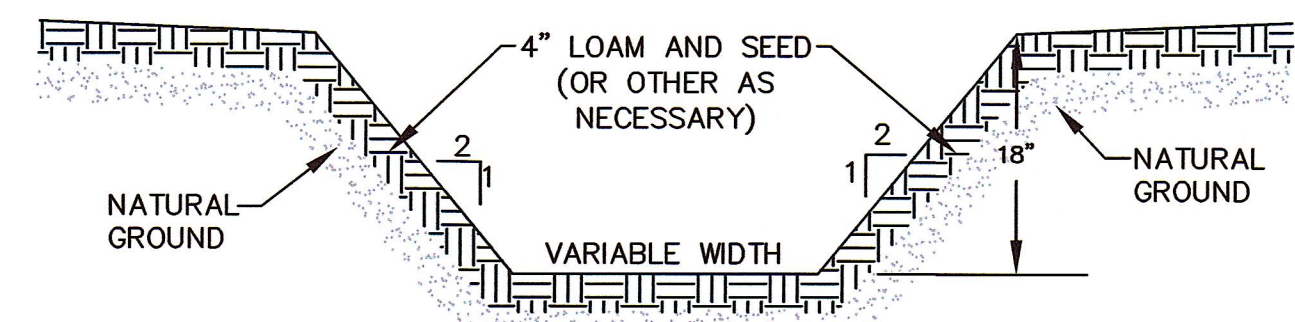 4" LOAM AND SEED
(OR OTHER AS
NECESSARY)
2
1
2
1
18"
NATURAL
GROUND
NATURAL
GROUND
VARIABLE WIDTH